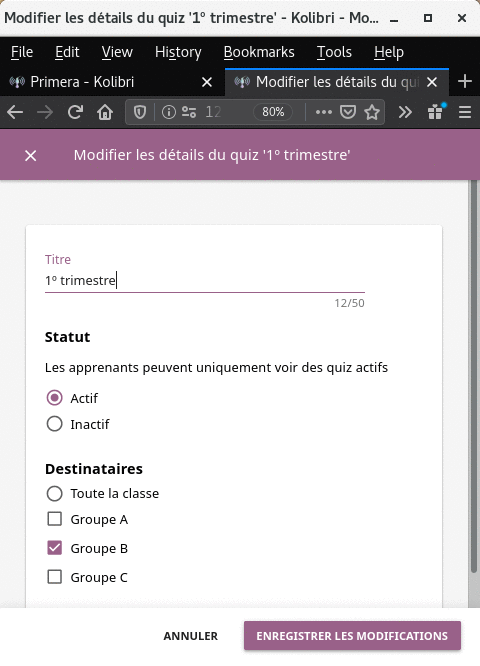 Modifier les détails du quiz '1º trimestre' - Kolibri - Mo…
File Edit View History Bookmarks Tools Help
Primera - Kolibri
Modifier les détails du qu
12
80%
Modifier les détails du quiz '1º trimestre'
Titre
1º trimestre
12/50
Statut
Les apprenants peuvent uniquement voir des quiz actifs
Actif
Inactif
Destinataires
Toute la classe
Groupe A
Groupe B
Groupe C
ANNULER ENREGISTRER LES MODIFICATIONS